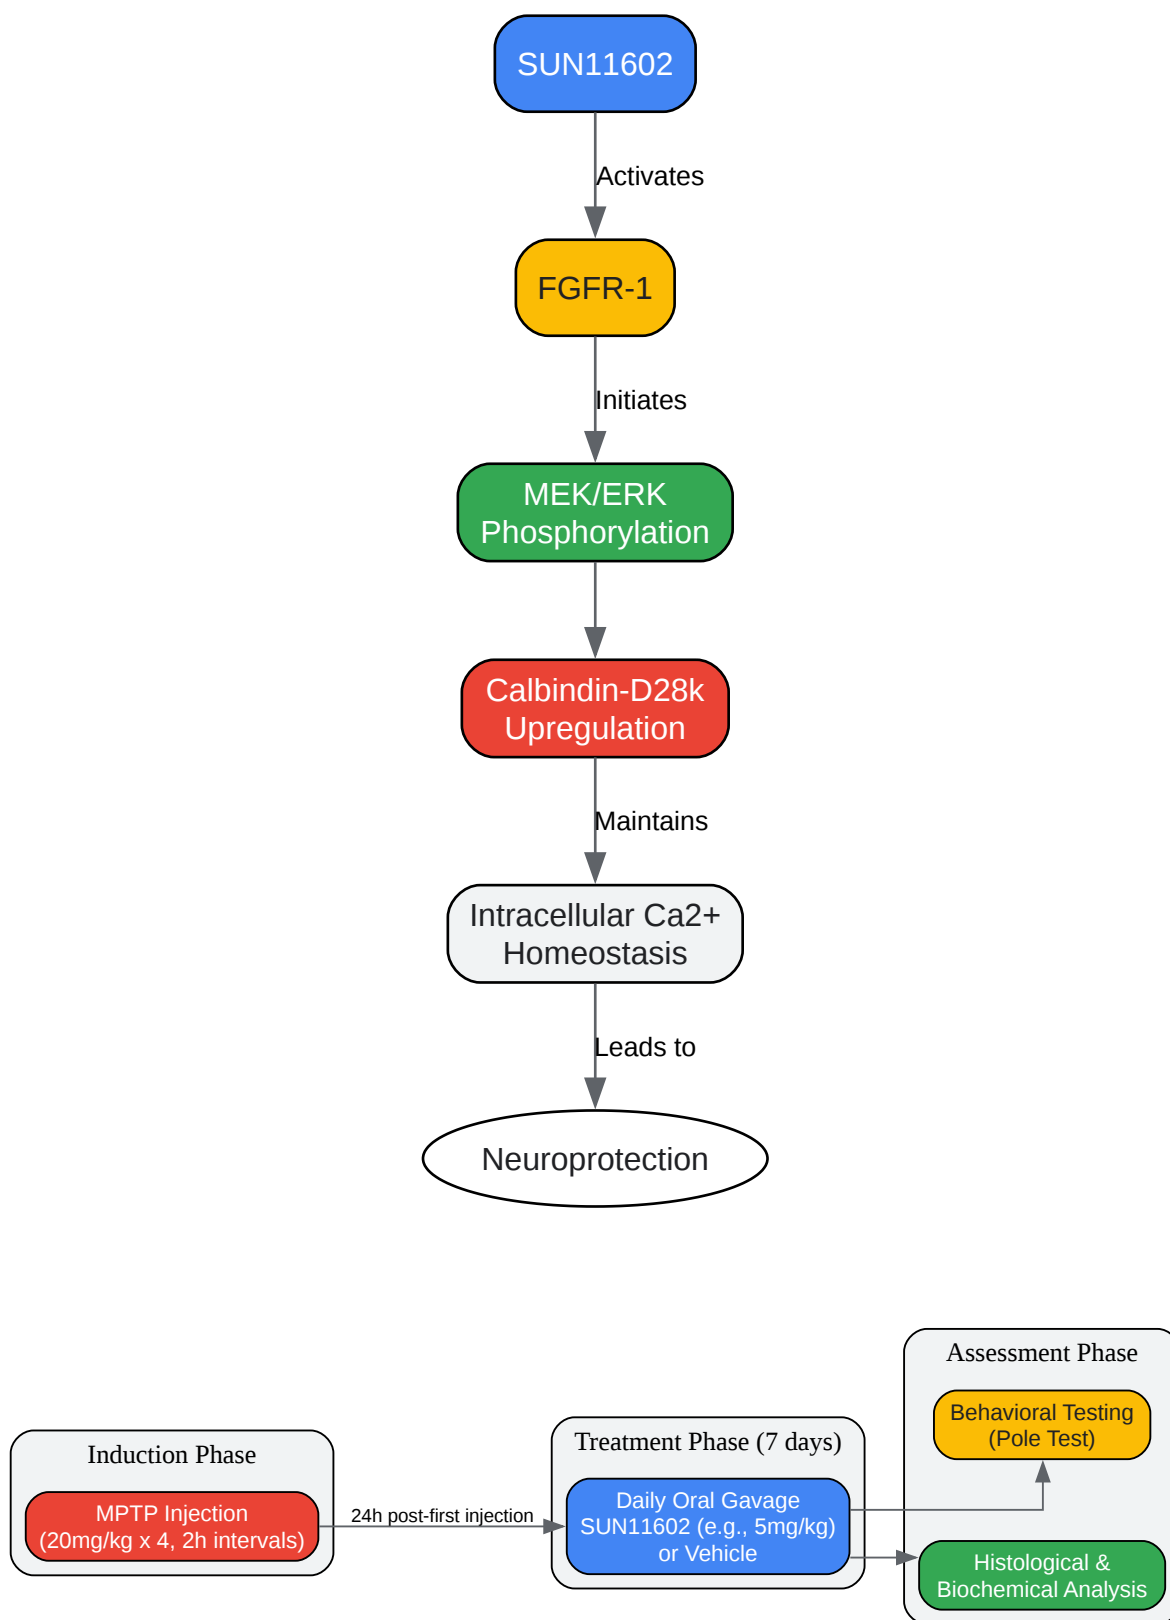 SUN11602
Activates
FGFR-1
Initiates
MEK/ERK
Phosphorylation
Calbindin-D28k
Upregulation
Maintains
Intracellular Ca2+
Homeostasis
Leads to
Neuroprotection
Induction Phase
MPTP Injection
(20mg/kg x 4, 2h intervals)
24h post-first injection
Treatment Phase (7 days)
Daily Oral Gavage
SUN11602 (e.g., 5mg/kg)
or Vehicle
Assessment Phase
Behavioral Testing
(Pole Test)
Histological &
Biochemical Analysis